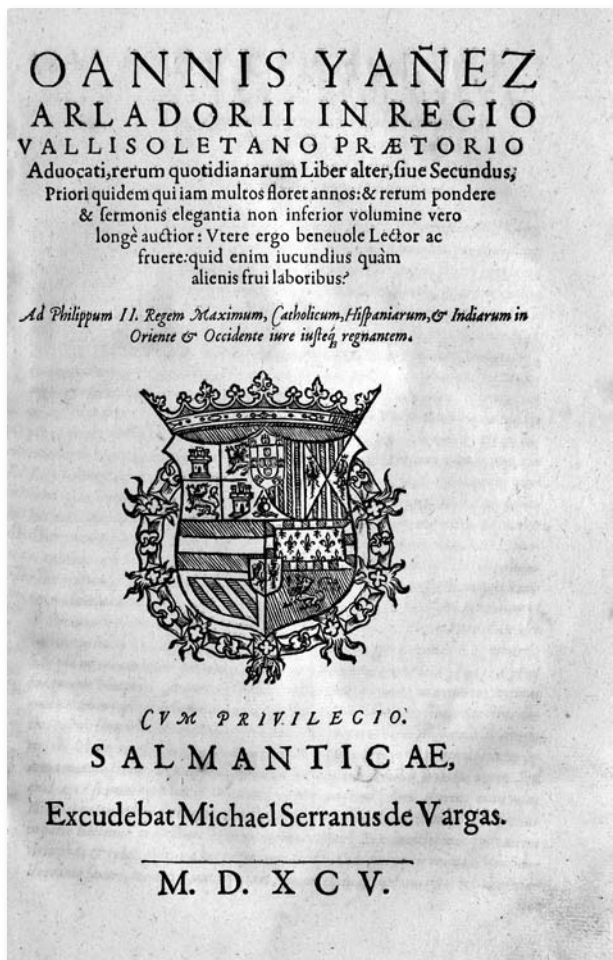 OANNIS YAÑEZ
ARLADORII IN REGIO
VALLISOLETANO PRÆTORIO
Aduocati, rerum quotidianarum Liber alter, ſiue Secundus;
Priori quidem qui iam multos floret annos: & rerum pondere
& ſermonis elegantia non inferior volumine vero
longè auctior: Vtere ergo beneuole Lector ac
fruere: quid enim iucundius quàm
alienis frui laboribus?
Ad Philippum II. Regem Maximum, Catholicum, Hiſpaniarum, & Indiarum in
Oriente & Occidente iure iuſteq́ regnantem.
CVM PRIVILEGIO.
SALMANTICAE,
Excudebat Michael Serranus de Vargas.
M. D. XCV.